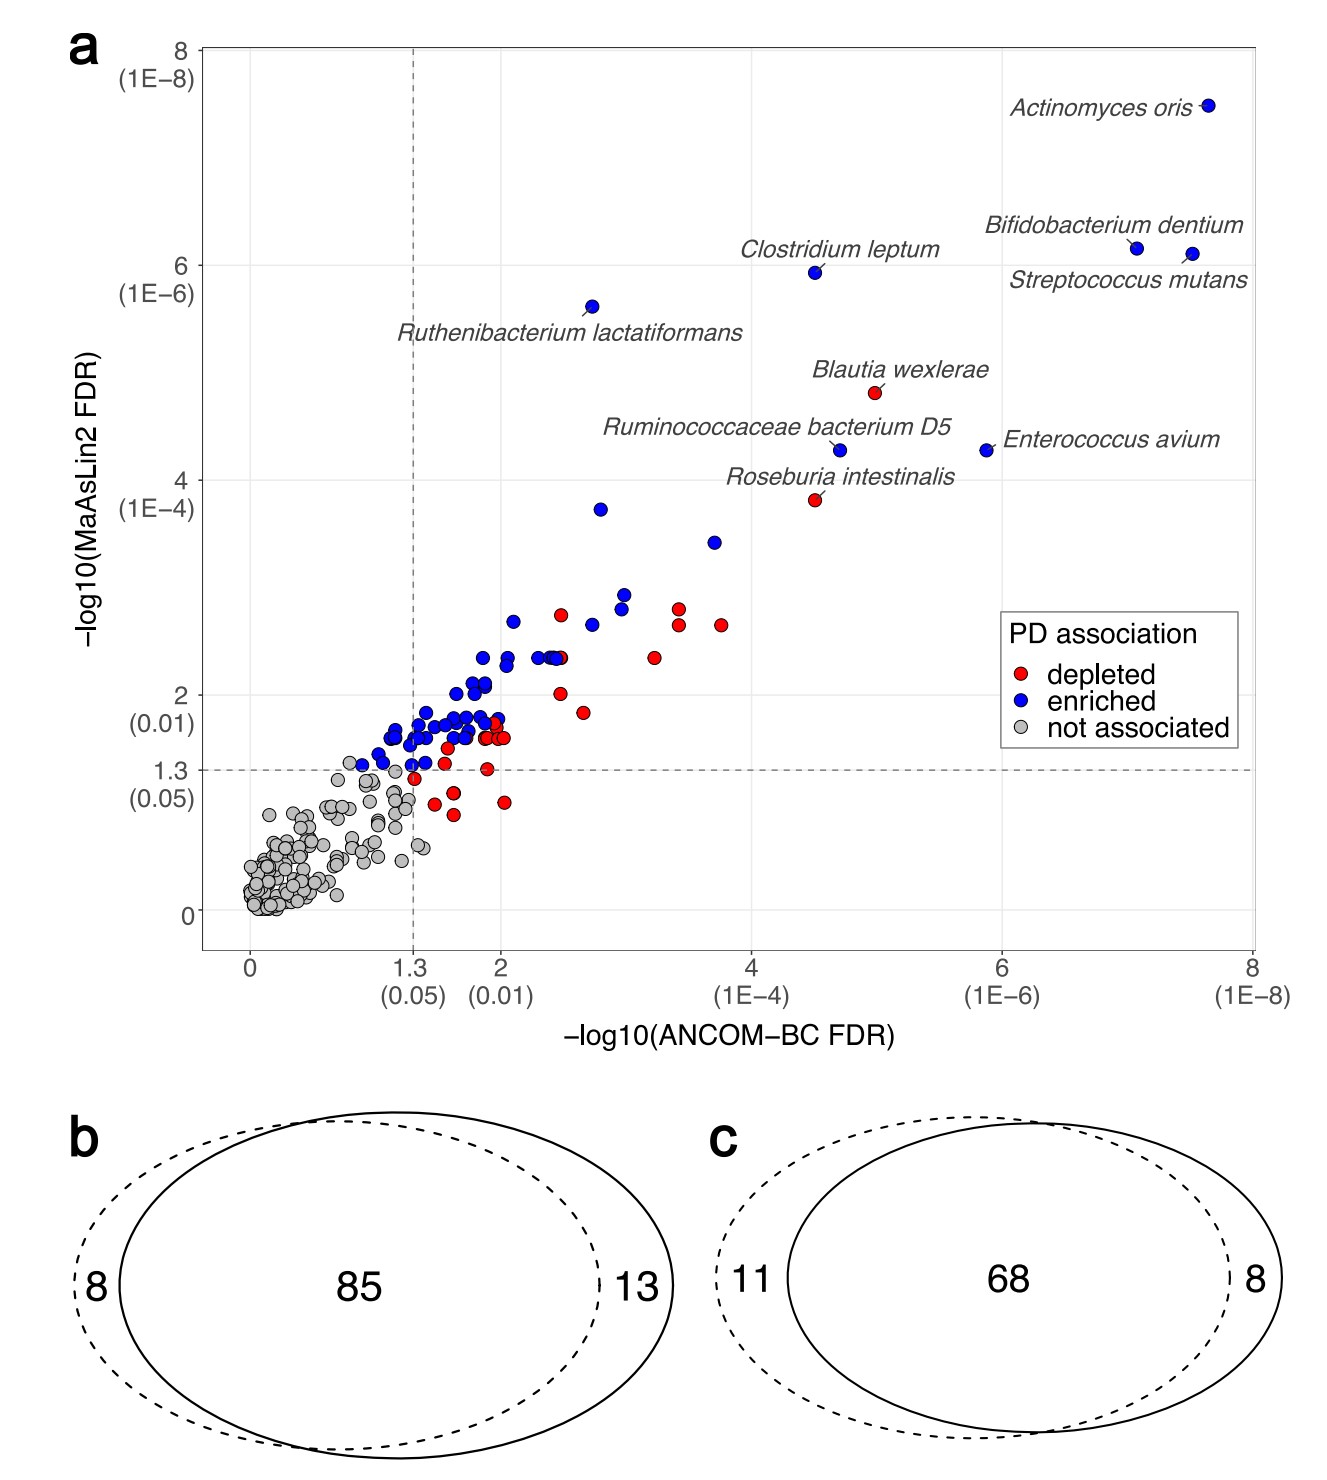 a
8
(1E−8)
Actinomyces oris
Bifidobacterium dentium
Clostridium leptum
6
(1E−6)
Streptococcus mutans
Ruthenibacterium lactatiformans
Blautia wexlerae
Ruminococcaceae bacterium D5
Enterococcus avium
Roseburia intestinalis
4
(1E−4)
−log10(MaAsLin2 FDR)
PD association
depleted
enriched
not associated
2
(0.01)
1.3
(0.05)
0
0 1.3 2 4 6 8
(0.05) (0.01) (1E−4) (1E−6) (1E−8)
−log10(ANCOM−BC FDR)
b
8 85 13
c
11 68 8